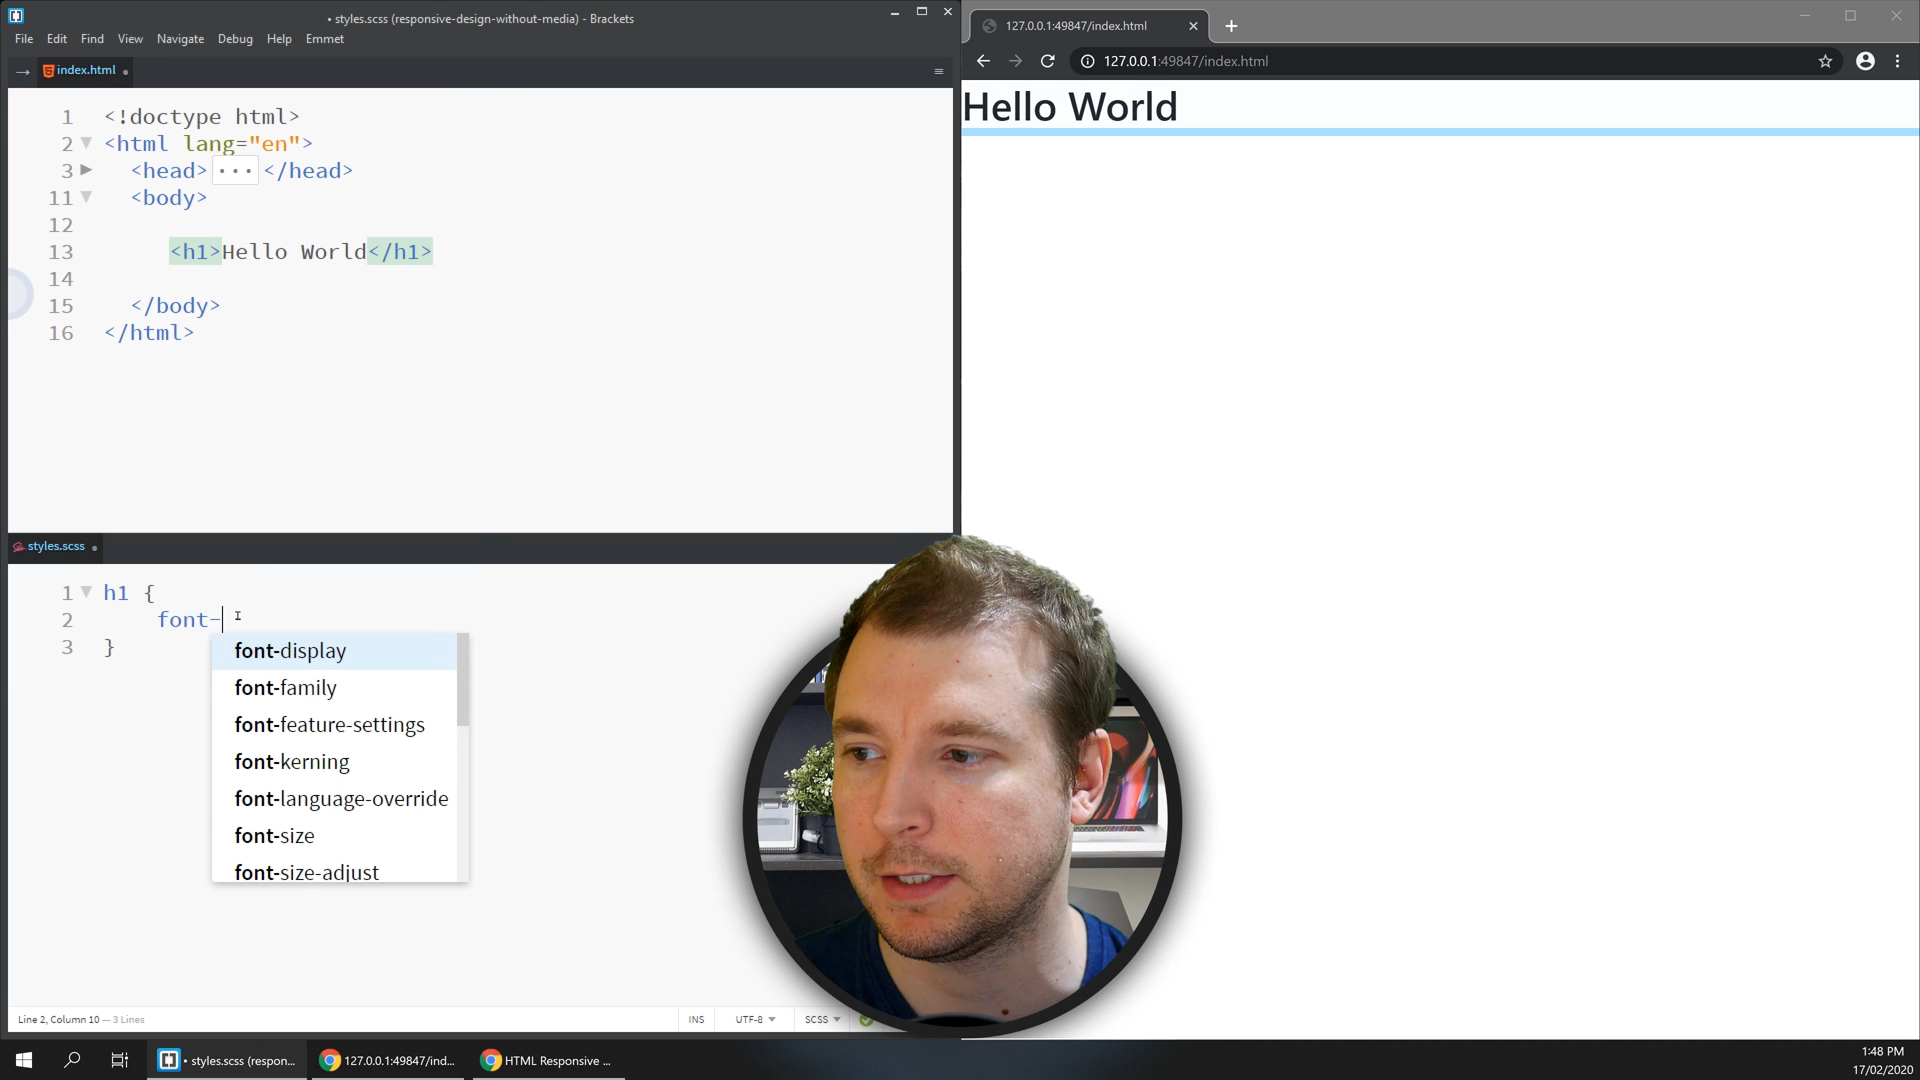 • styles.scss (responsive-design-without-media) - Brackets
File Edit Find View Navigate Debug Help Emmet
index.html
1 <!doctype html>
2 <html lang="en">
3 <head> ... </head>
11 <body>
12
13 <h1>Hello World</h1>
14
15 </body>
16 </html>
styles.scss
1 h1 {
2 font-
3 }
font-display
font-family
font-feature-settings
font-kerning
font-language-override
font-size
font-size-adjust
Line 2, Column 10 — 3 Lines
INS UTF-8 SCSS
127.0.0.1:49847/index.html
127.0.0.1:49847/index.html
Hello World
• styles.scss (respon...
127.0.0.1:49847/ind...
HTML Responsive ...
1:48 PM
17/02/2020